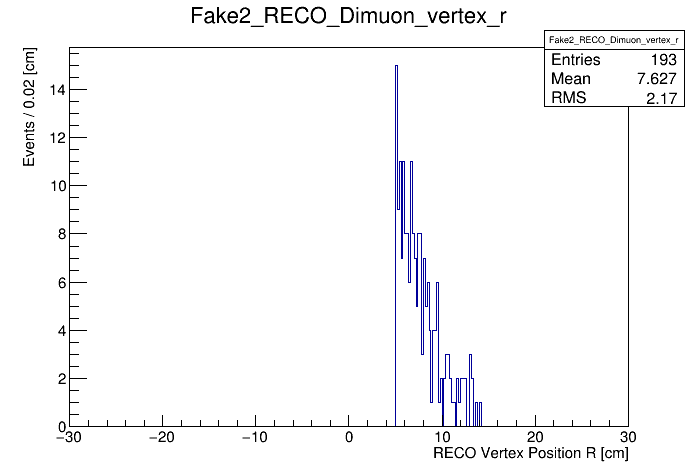 Fake2_RECO_Dimuon_vertex_r
Fake2_RECO_Dimuon_vertex_r
Entries 193
Mean 7.627
RMS 2.17
Events / 0.02 [cm]
14
12
10
8
6
4
2
0
−30 −20 −10 0 10 20 30
RECO Vertex Position R [cm]